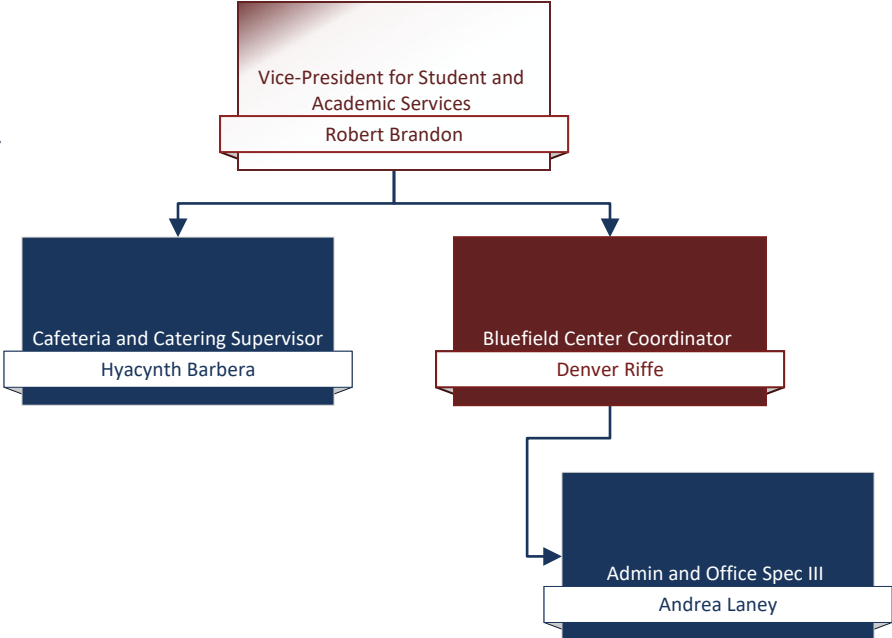 Vice-President for Student and
Academic Services
Robert Brandon
Cafeteria and Catering Supervisor
Hyacynth Barbera
Bluefield Center Coordinator
Denver Riffe
Admin and Office Spec III
Andrea Laney